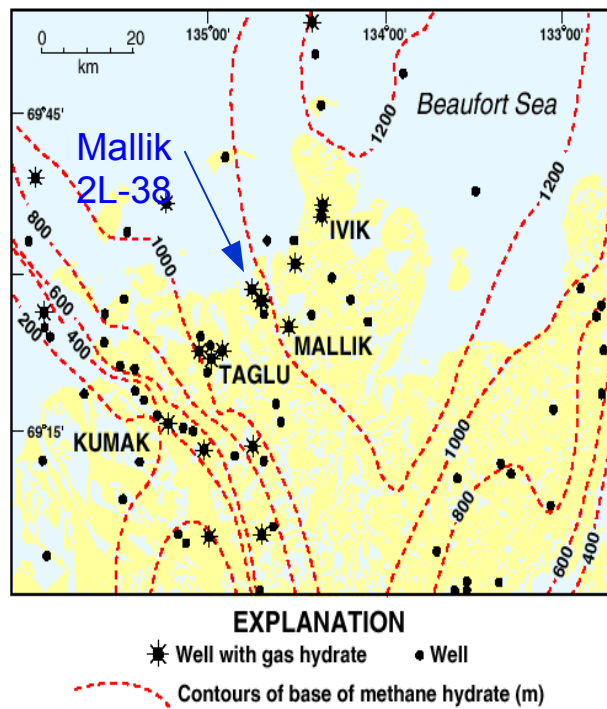 0 20
km
135°00'
134°00'
133°00'
69°45'
Beaufort Sea
1200
1200
Mallik
2L-38
IVIK
800
1000
600
400
200
MALLIK
TAGLU
KUMAK
69°15'
1000
800
600
400
EXPLANATION
Well with gas hydrate
Well
Contours of base of methane hydrate (m)